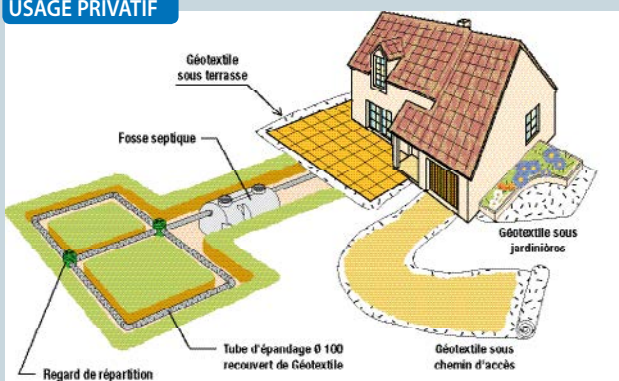 USAGE PRIVATIF
Géotextile
sous terrasse
Fosse septique
Géotextile sous
jardinières
Tube d'épandage Ø 100
recouvert de Géotextile
Géotextile sous
chemin d'accès
Regard de répartition